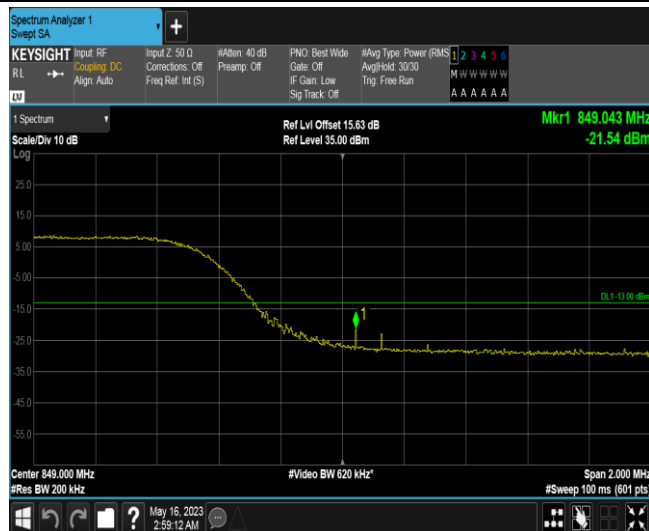 Spectrum Analyzer 1
Swept SA
+
KEYSIGHT
RL
Input: RF
Coupling: DC
Align: Auto
Input Z: 50 Ω
Corrections: Off
Freq Ref: Int (S)
#Atten: 40 dB
Preamp: Off
PNO: Best Wide
Gate: Off
IF Gain: Low
Sig Track: Off
#Avg Type: Power (RMS
Avg|Hold: 30/30
Trig: Free Run
1 2 3 4 5 6
M W W W W W
A A A A A A
LXI
1 Spectrum
Scale/Div 10 dB
Ref Lvl Offset 15.63 dB
Ref Level 35.00 dBm
Mkr1 849.043 MHz
-21.54 dBm
Log
25.0
15.0
5.00
-5.00
DL1 -13.00 dBm
-15.0
1
-25.0
-35.0
-45.0
-55.0
Center 849.000 MHz
#Video BW 620 kHz*
Span 2.000 MHz
#Res BW 200 kHz
#Sweep 100 ms (601 pts)
?
May 16, 2023
2:59:12 AM